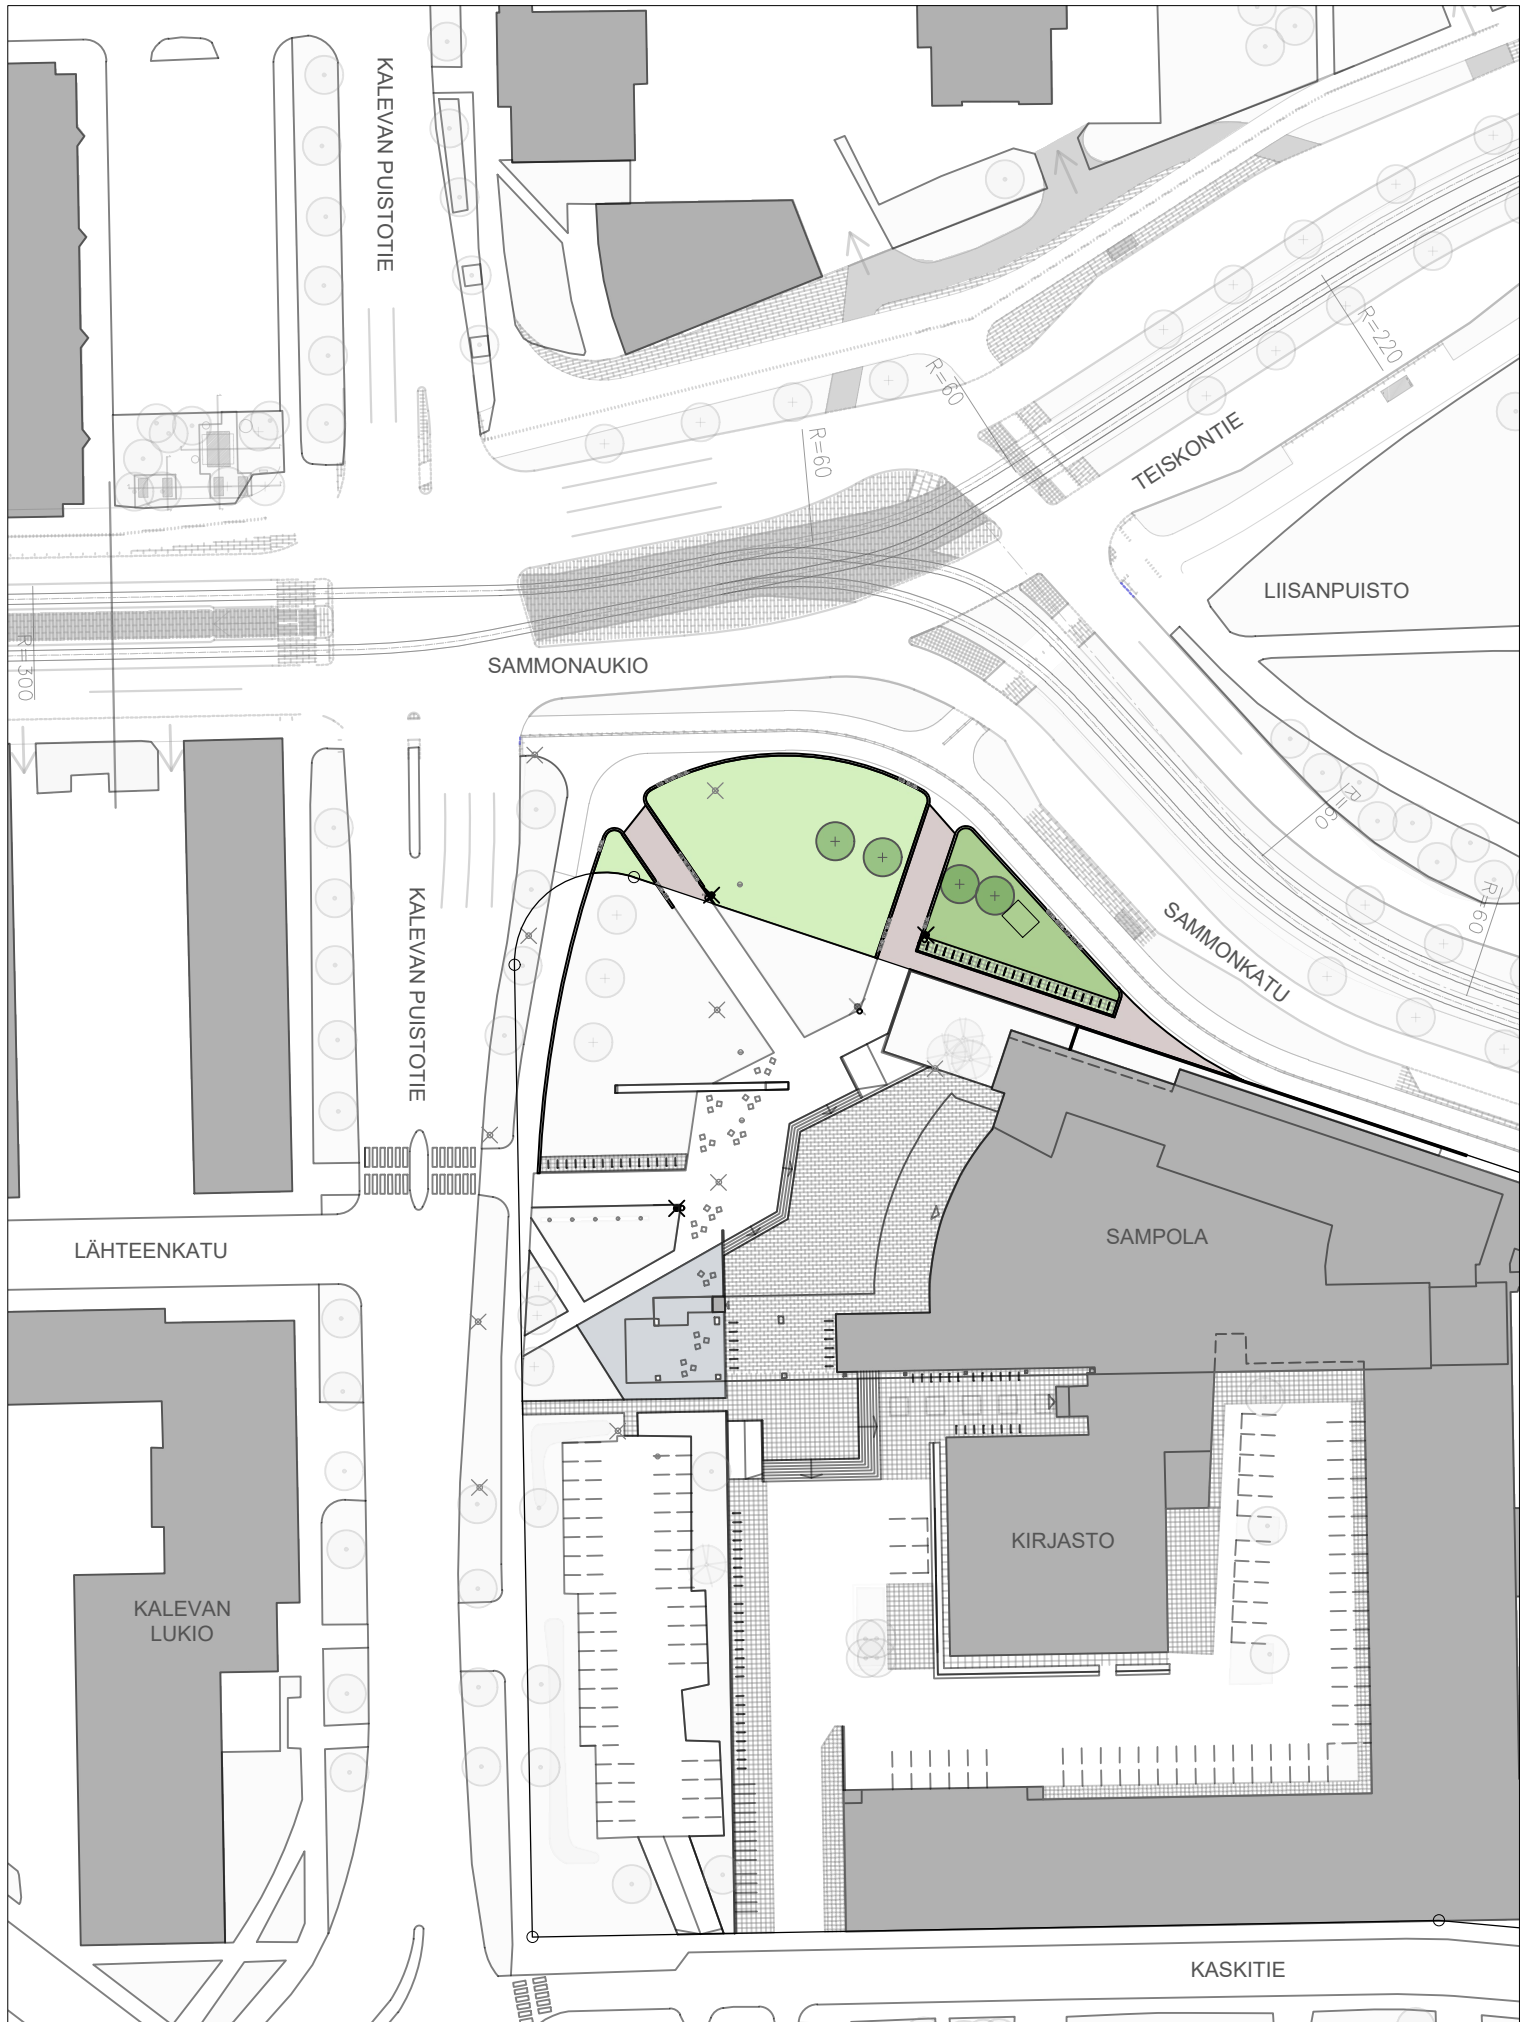 KALEVAN PUISTOTIE
R=220
R=60
R=60
TEISKONTIE
LIISANPUISTO
SAMMONAUKIO
R=300
R=60
R=60
KALEVAN PUISTOTIE
SAMMONKATU
LÄHTEENKATU
SAMPOLA
KIRJASTO
KALEVAN
LUKIO
KASKITIE